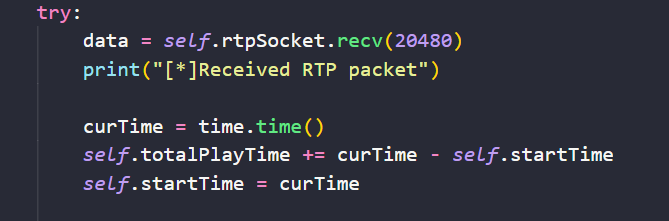 try:
data = self.rtpSocket.recv(20480)
print("[*]Received RTP packet")
curTime = time.time()
self.totalPlayTime += curTime - self.startTime
self.startTime = curTime